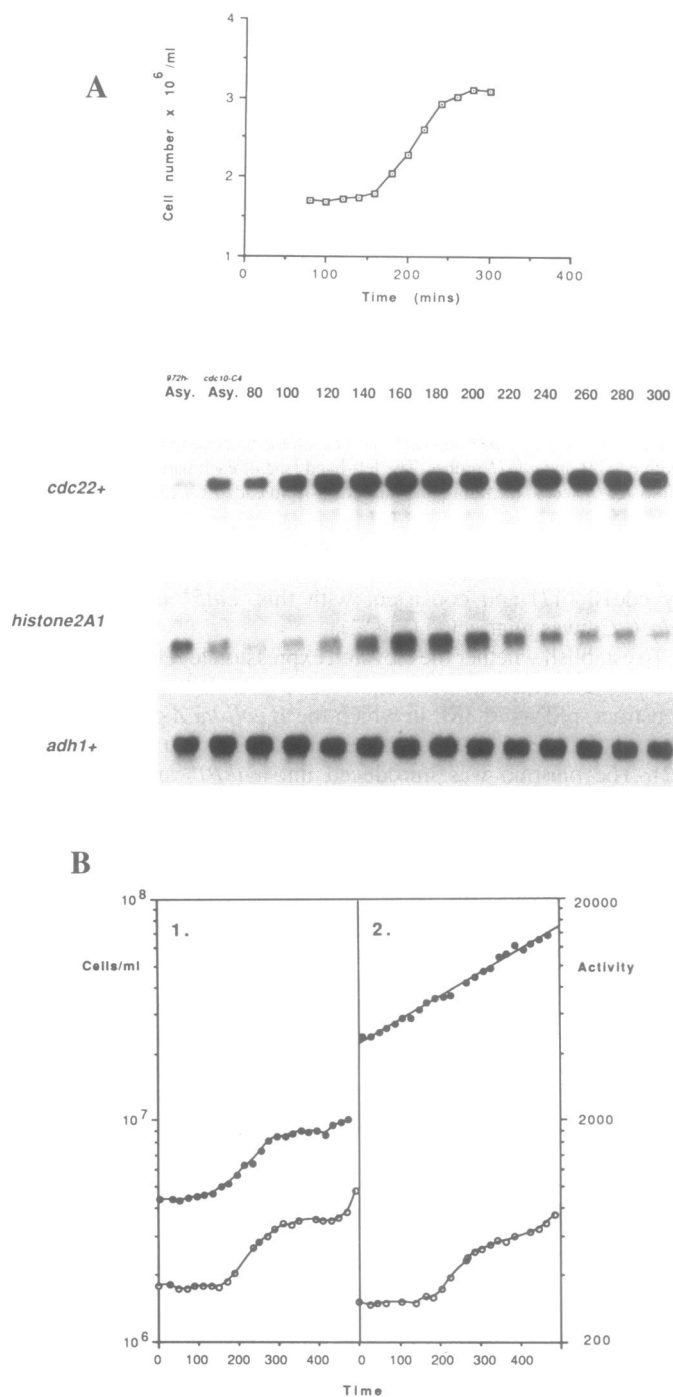 A
Cell number x 10^6/ml
4
3
2
1
0 100 200 300 400
Time (mins)
972h- cdc10-C4
Asy. Asy. 80 100 120 140 160 180 200 220 240 260 280 300
cdc22+
histone2A1
adh1+
B
10^8 1. 2. 20000
Cells/ml Activity
10^7 2000
10^6 200
0 100 200 300 400 0 100 200 300 400
Time